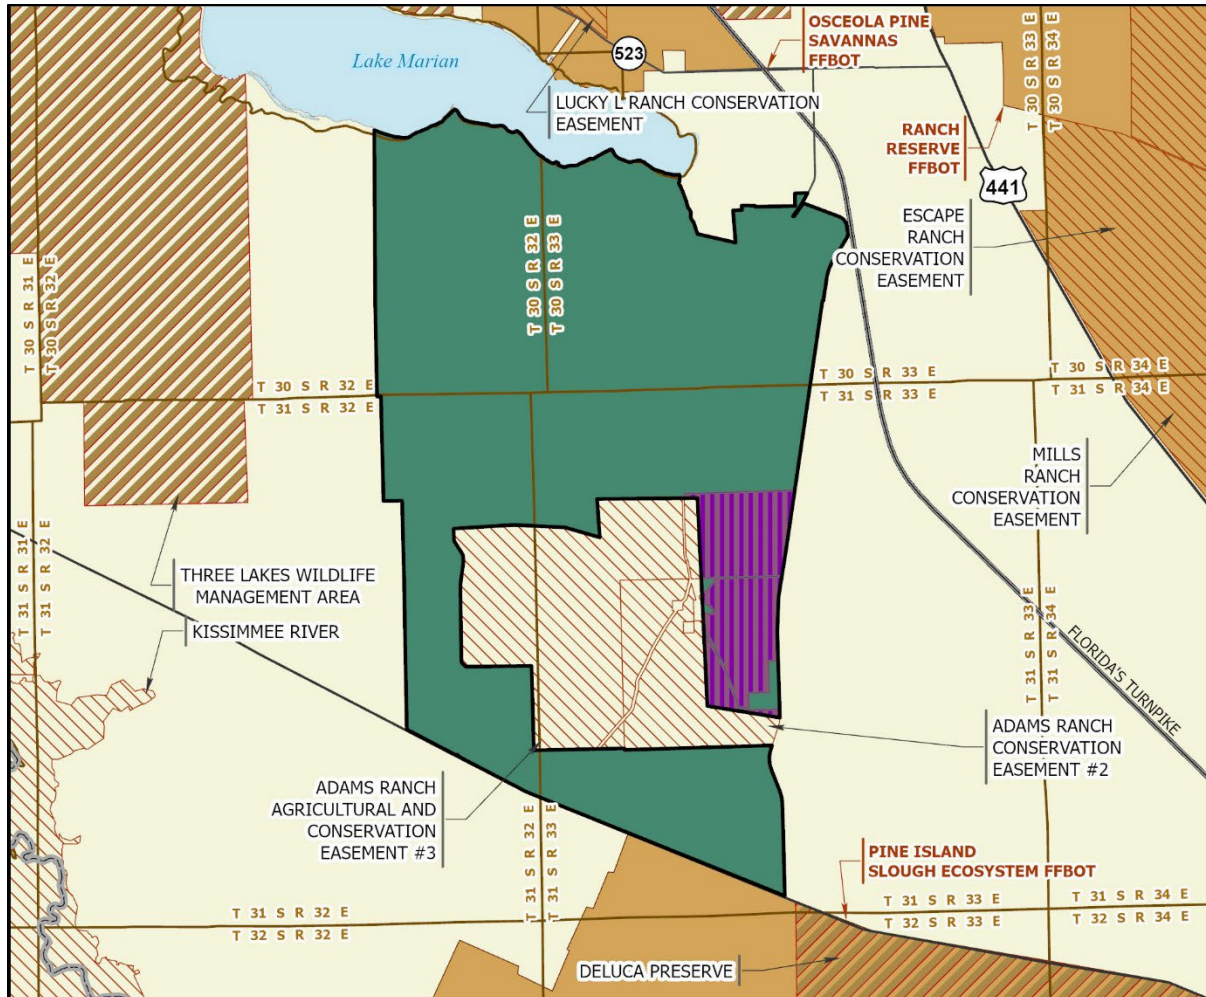 OSCEOLA PINE
SAVANNAS
FFBOT
523
Lake Marian
LUCKY L RANCH CONSERVATION
EASEMENT
T 30 S R 33 E
T 30 S R 34 E
RANCH
RESERVE
FFBOT
441
ESCAPE
RANCH
CONSERVATION
EASEMENT
T 30 S R 31 E
T 30 S R 32 E
T 30 S R 32 E
T 30 S R 33 E
T 30 S R 32 E
T 31 S R 32 E
T 30 S R 33 E
T 31 S R 33 E
T 30 S R 34 E
T 31 S R 34 E
MILLS
RANCH
CONSERVATION
EASEMENT
T 31 S R 31 E
T 31 S R 32 E
THREE LAKES WILDLIFE
MANAGEMENT AREA
KISSIMMEE RIVER
T 31 S R 33 E
T 31 S R 34 E
FLORIDA'S TURNPIKE
ADAMS RANCH
CONSERVATION
EASEMENT #2
ADAMS RANCH
AGRICULTURAL AND
CONSERVATION
EASEMENT #3
T 31 S R 32 E
T 31 S R 33 E
PINE ISLAND
SLOUGH ECOSYSTEM FFBOT
T 31 S R 32 E
T 32 S R 32 E
T 31 S R 33 E
T 32 S R 33 E
T 31 S R 34 E
T 32 S R 34 E
DELUCA PRESERVE